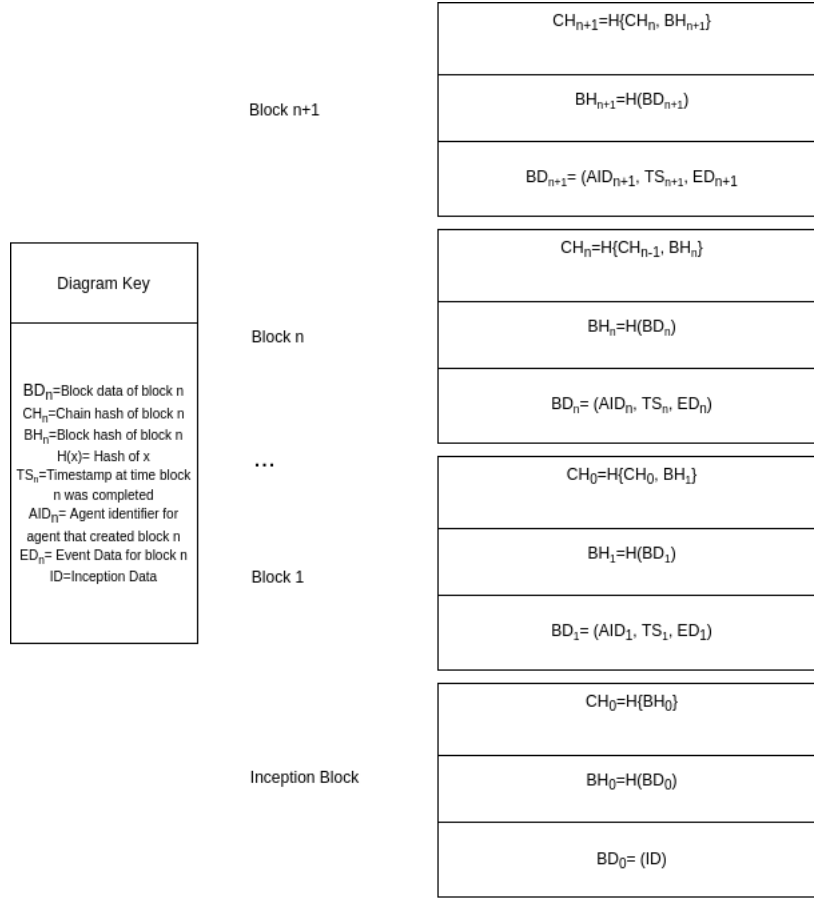 CHₙ₊₁=H{CHₙ, BHₙ₊₁}
Block n+1
BHₙ₊₁=H(BDₙ₊₁)
BDₙ₊₁= (AIDₙ₊₁, TSₙ₊₁, EDₙ₊₁
CHₙ=H{CHₙ₋₁, BHₙ}
Block n
BHₙ=H(BDₙ)
BDₙ= (AIDₙ, TSₙ, EDₙ)
...
CH₀=H{CH₀, BH₁}
Block 1
BH₁=H(BD₁)
BD₁= (AID₁, TS₁, ED₁)
CH₀=H{BH₀}
Inception Block
BH₀=H(BD₀)
BD₀= (ID)
Diagram Key
BDₙ=Block data of block n
CHₙ=Chain hash of block n
BHₙ=Block hash of block n
H(x)= Hash of x
TSₙ=Timestamp at time block
n was completed
AIDₙ= Agent identifier for
agent that created block n
EDₙ= Event Data for block n
ID=Inception Data